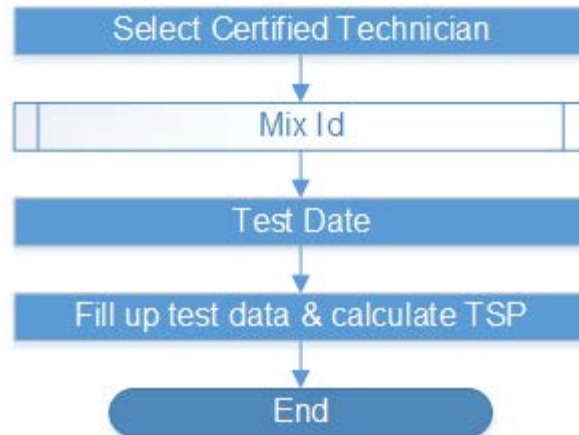 Select Certified Technician
Mix Id
Test Date
Fill up test data & calculate TSP
End